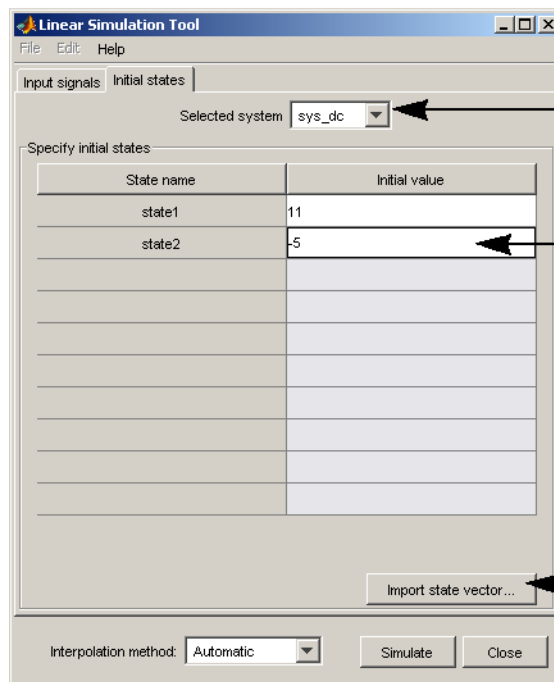 Linear Simulation Tool
File Edit Help
Input signals Initial states
Selected system sys_dc
Specify initial states
State name Initial value
state1 11
state2 -5
Import state vector...
Interpolation method: Automatic Simulate Close